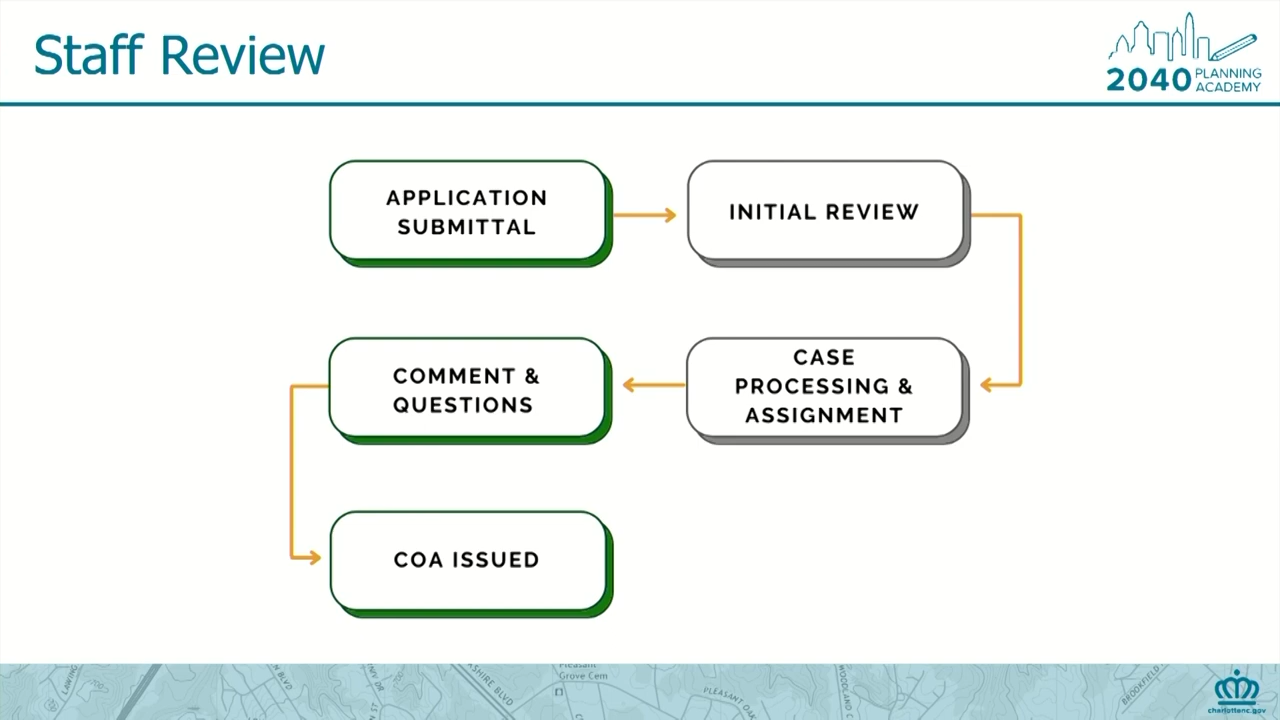 Staff Review
2040 PLANNING
ACADEMY
APPLICATION
SUBMITTAL
INITIAL REVIEW
CASE
PROCESSING &
ASSIGNMENT
COMMENT &
QUESTIONS
COA ISSUED
Pleasant
Grove Cem
PLEASANT OAK
BROOKFIELD
charlottenc.gov